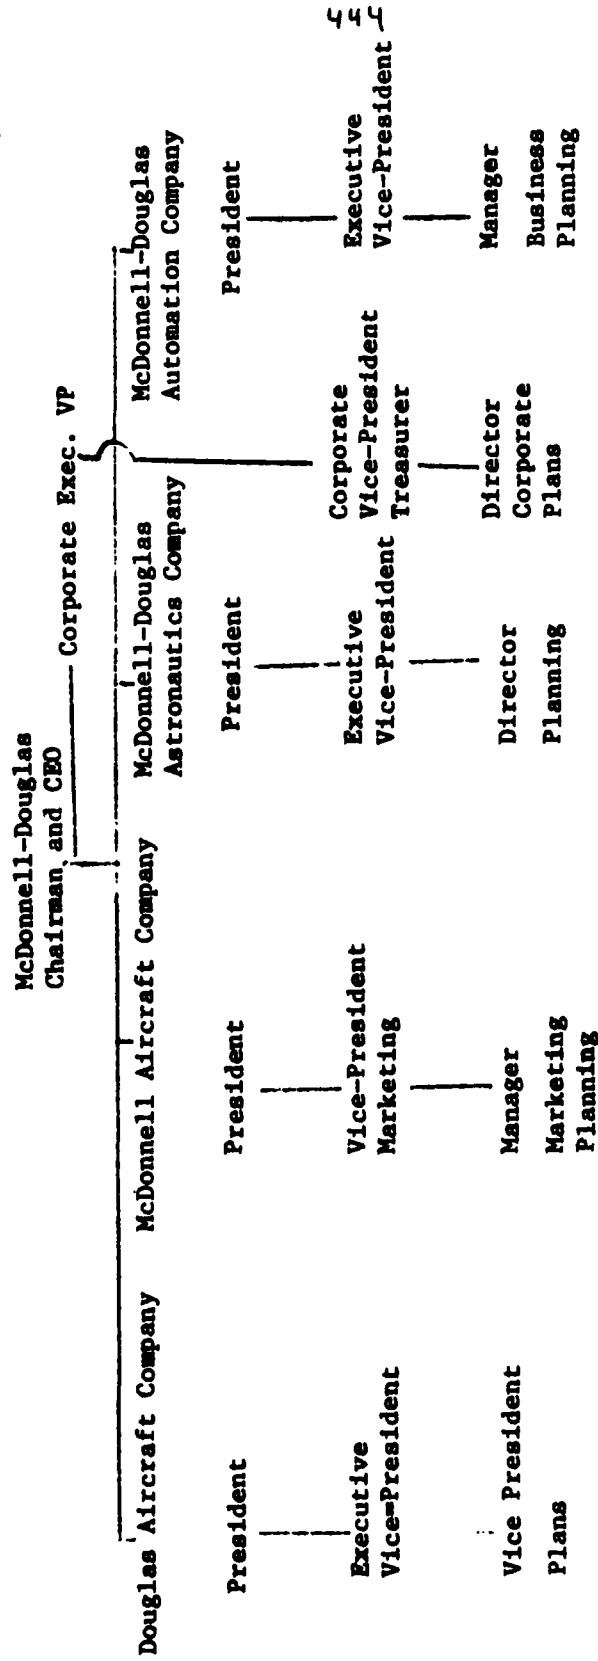 McDonnell-Douglas
Chairman and CEO
Corporate Exec. VP
Douglas Aircraft Company
President
Executive
Vice=President
Vice President
Plans
McDonnell Aircraft Company
President
Vice-President
Marketing
Manager
Marketing
Planning
McDonnell-Douglas
Astronautics Company
President
Executive
Vice-President
Director
Planning
Corporate
Vice-President
Treasurer
Director
Corporate
Plans
McDonnell-Douglas
Automation Company
President
Executive
Vice-President
Manager
Business
Planning
444